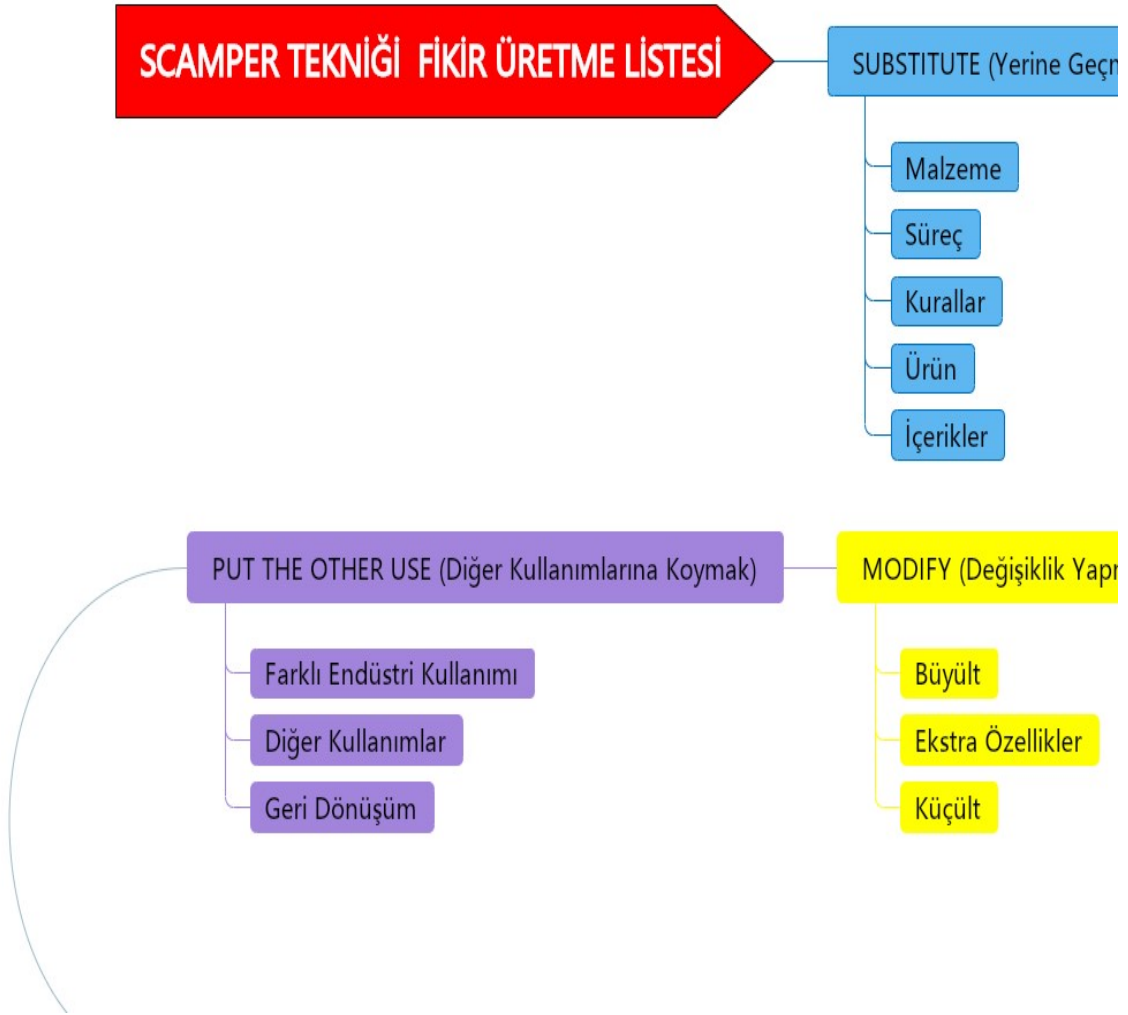 SCAMPER TEKNİĞİ FİKİR ÜRETME LİSTESİ
SUBSTITUTE (Yerine
Malzeme
Süreç
Kurallar
Ürün
İçerikler
PUT THE OTHER USE (Diğer Kullanımlarına Koymak)
Farklı Endüstri Kullanımı
Diğer Kullanımlar
Geri Dönüşüm
MODIFY (Değişiklik
Büyült
Ekstra Özellikler
Küçült